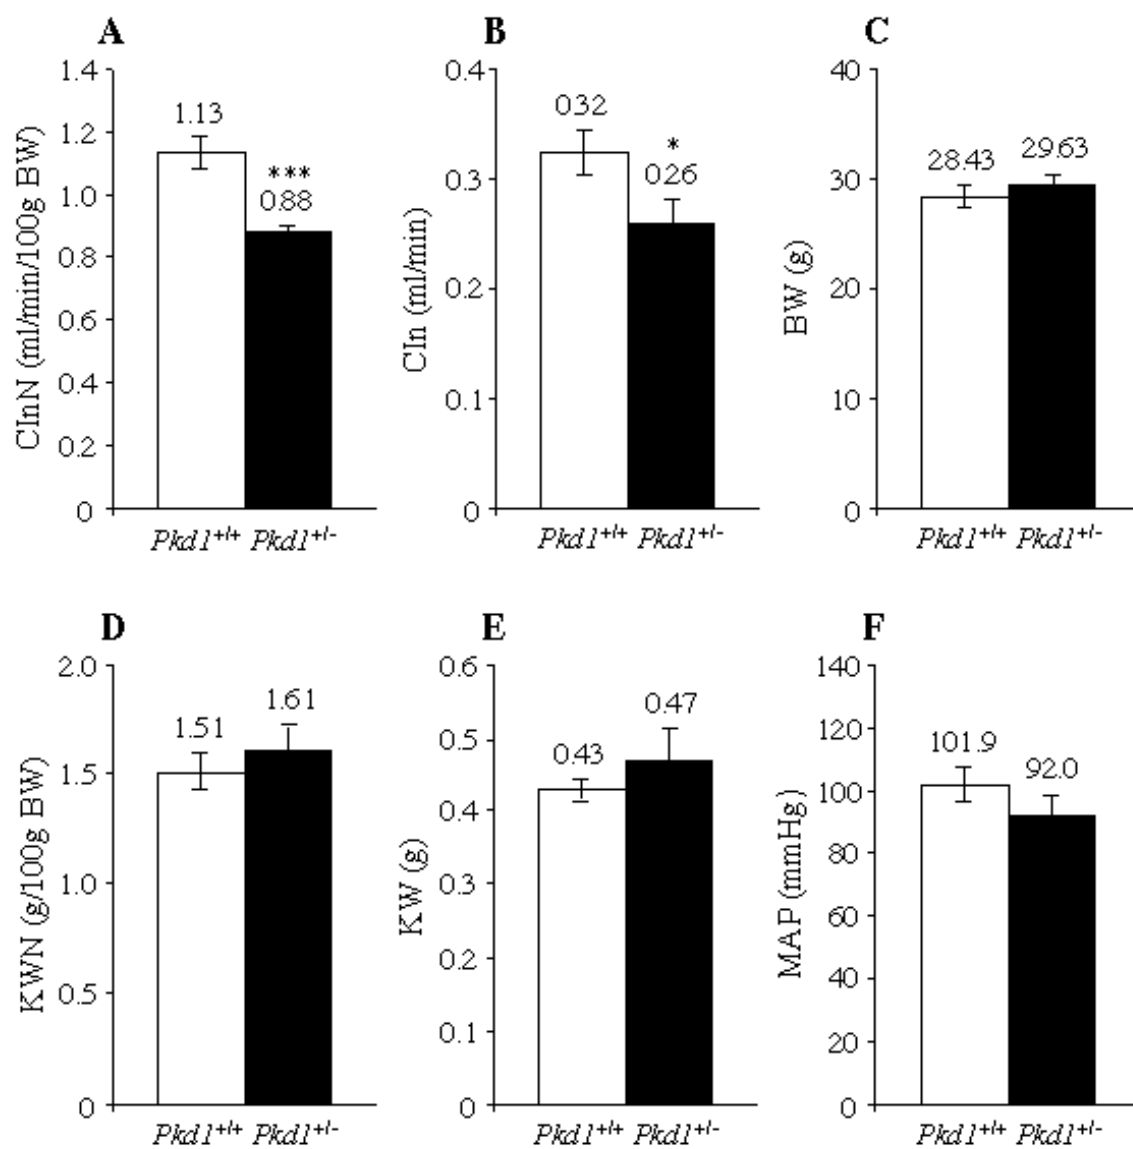 A
CInN (ml/min/100g BW)
1.4
1.2
1.0
0.8
0.6
0.4
0.2
0
1.13
***
0.88
Pkd1+/+ Pkd1+/-
B
CIn (ml/min)
0.4
0.3
0.2
0.1
0
0.32
*
0.26
Pkd1+/+ Pkd1+/-
C
BW (g)
40
30
20
10
0
28.43
29.63
Pkd1+/+ Pkd1+/-
D
KWN (g/100g BW)
2.0
1.5
1.0
0.5
0
1.51
1.61
Pkd1+/+ Pkd1+/-
E
KW (g)
0.6
0.5
0.4
0.3
0.2
0.1
0
0.43
0.47
Pkd1+/+ Pkd1+/-
F
MAP (mmHg)
140
120
100
80
60
40
20
0
101.9
92.0
Pkd1+/+ Pkd1+/-